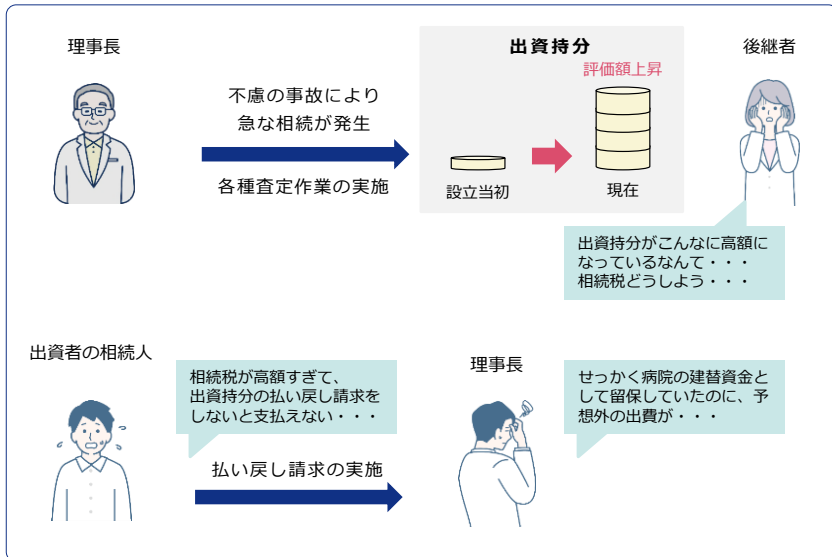 理事長
不慮の事故により
急な相続が発生
各種査定作業の実施
出資持分
評価額上昇
設立当初
現在
後継者
出資持分がこんなに高額に
なっているなんて・・・
相続税どうしよう・・・
出資者の相続人
相続税が高額すぎて、
出資持分の払い戻し請求を
しないと支払えない・・・
払い戻し請求の実施
理事長
せっかく病院の建替資金と
して留保していたのに、予
想外の出費が・・・